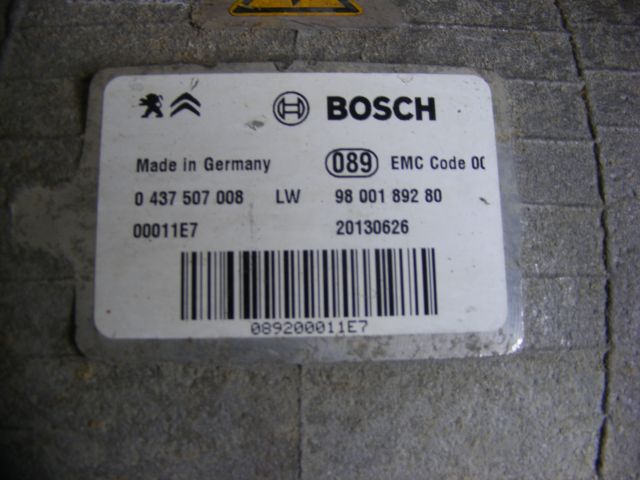 BOSCH
Made in Germany 089 EMC Code 00
0 437 507 008 LW 98 001 892 80
00011E7 20130626
089200011E7